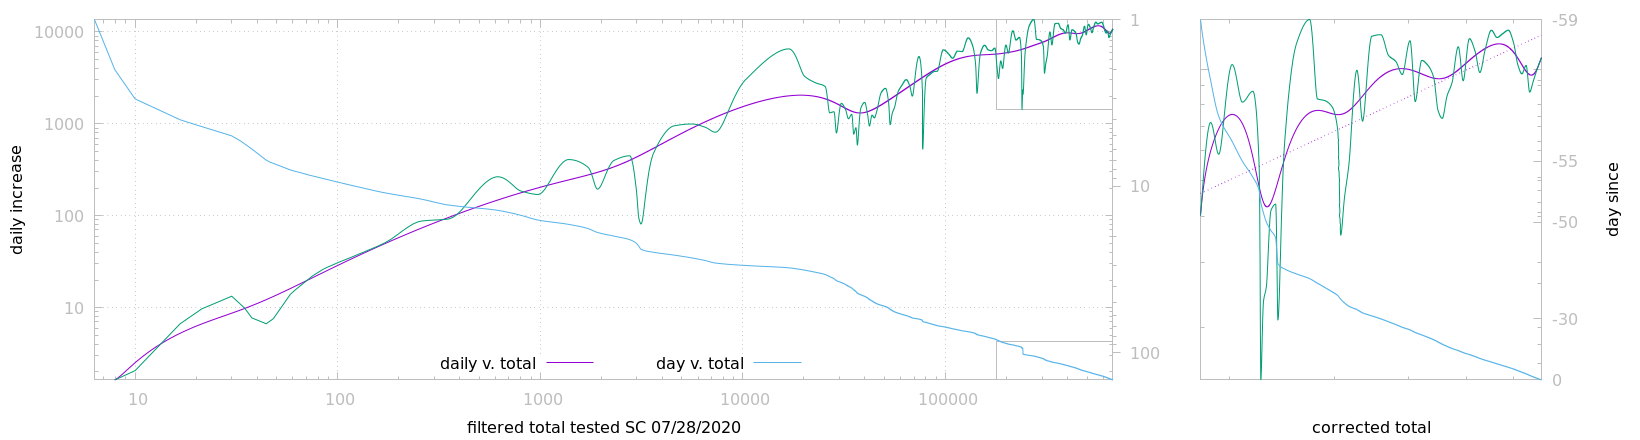 10000
1000
100
10
daily increase
10
100
1000
10000
100000
filtered total tested SC 07/28/2020
daily v. total
day v. total
1
10
100
-59
-55
-50
-30
0
day since
corrected total